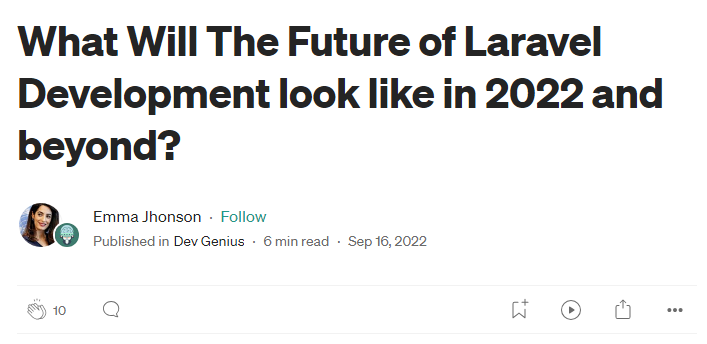 What Will The Future of Laravel
Development look like in 2022 and
beyond?
Emma Jhonson · Follow
Published in Dev Genius · 6 min read · Sep 16, 2022
10